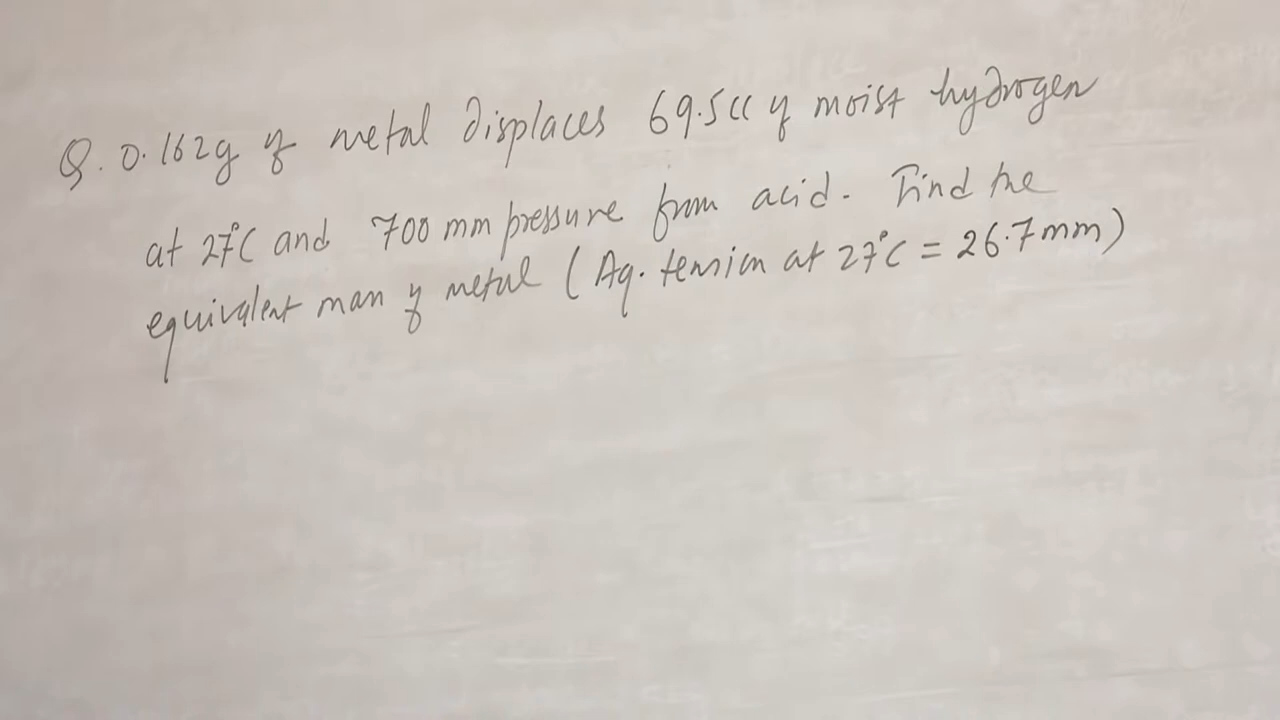 Q. 0.162g of metal displaces 69.5cc of moist hydrogen
at 27°C and 700 mm pressure from acid. Find the
equivalent mass of metal (Aq. tension at 27°C = 26.7mm)